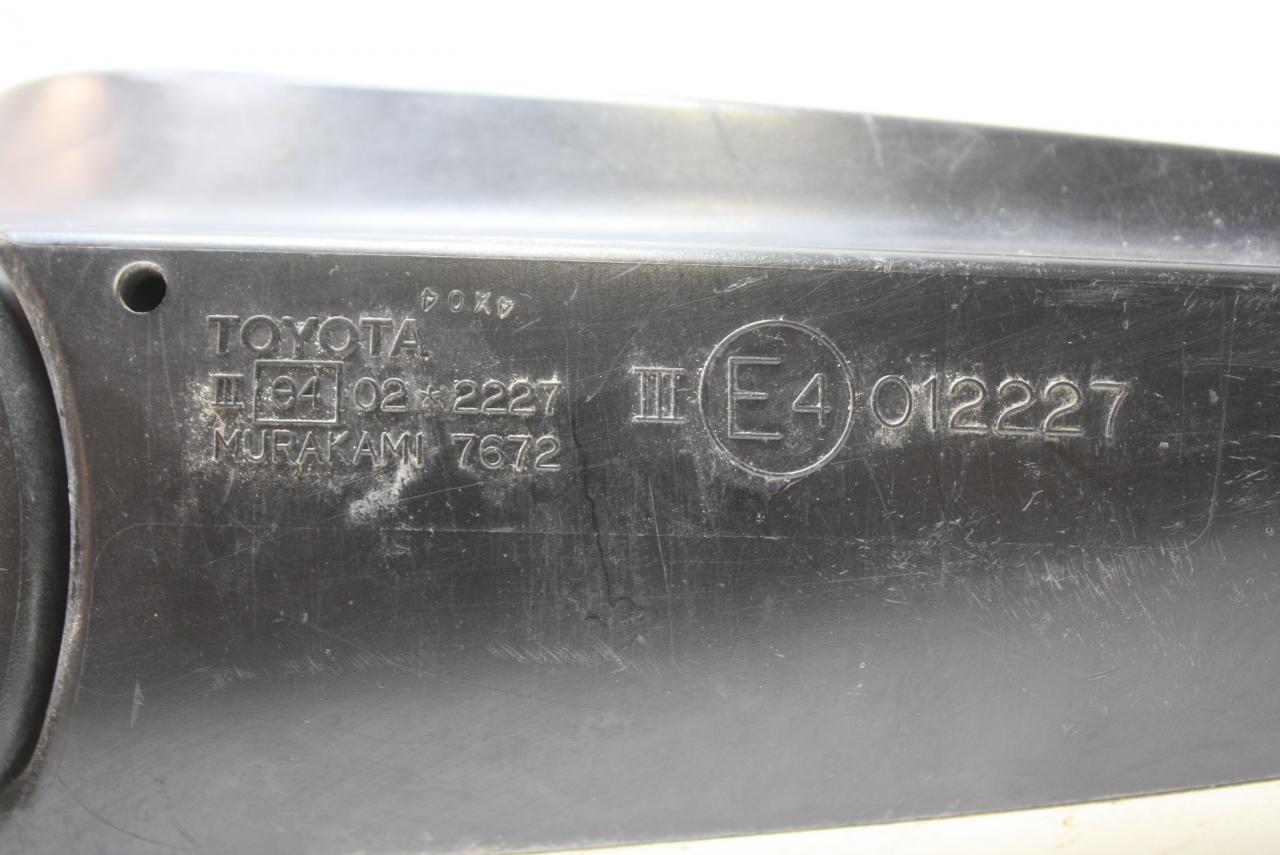 4X04
TOYOTA
III e4 02*2227
MURAKAMI 7672
III E4 012227